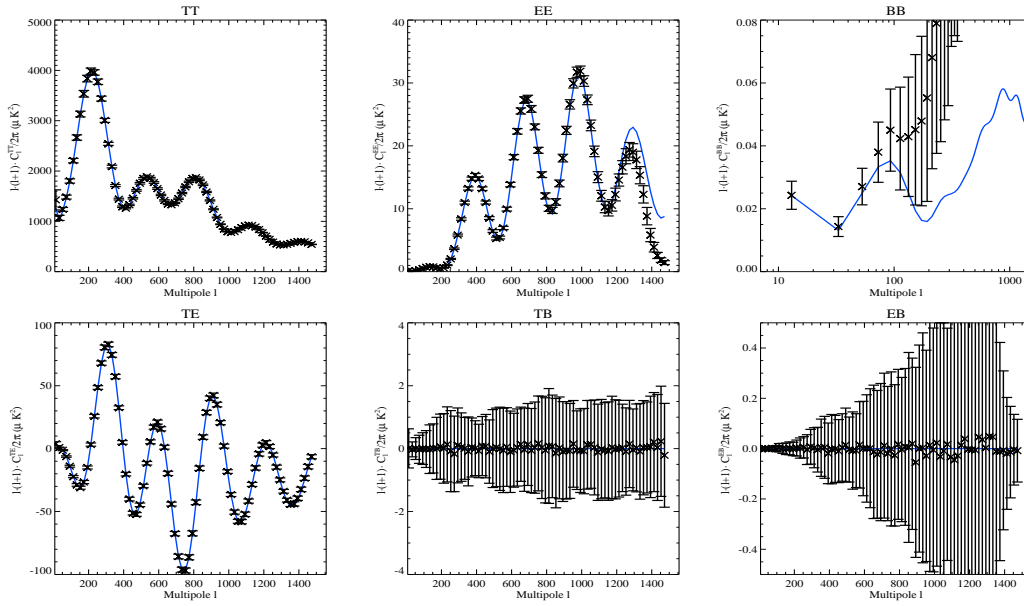 TT
EE
BB
l·(l+1)· C_l^TT/2π (μ K²)
5000
4000
3000
2000
1000
0
200 400 600 800 1000 1200 1400
Multipole l
l·(l+1)· C_l^EE/2π (μ K²)
40
30
20
10
0
200 400 600 800 1000 1200 1400
Multipole l
l·(l+1)· C_l^BB/2π (μ K²)
0.08
0.06
0.04
0.02
0.00
10 100 1000
Multipole l
TE
TB
EB
l·(l+1)· C_l^TE/2π (μ K²)
100
50
0
-50
-100
200 400 600 800 1000 1200 1400
Multipole l
l·(l+1)· C_l^TB/2π (μ K²)
4
2
0
-2
-4
200 400 600 800 1000 1200 1400
Multipole l
l·(l+1)· C_l^EB/2π (μ K²)
0.4
0.2
0.0
-0.2
-0.4
200 400 600 800 1000 1200 1400
Multipole l